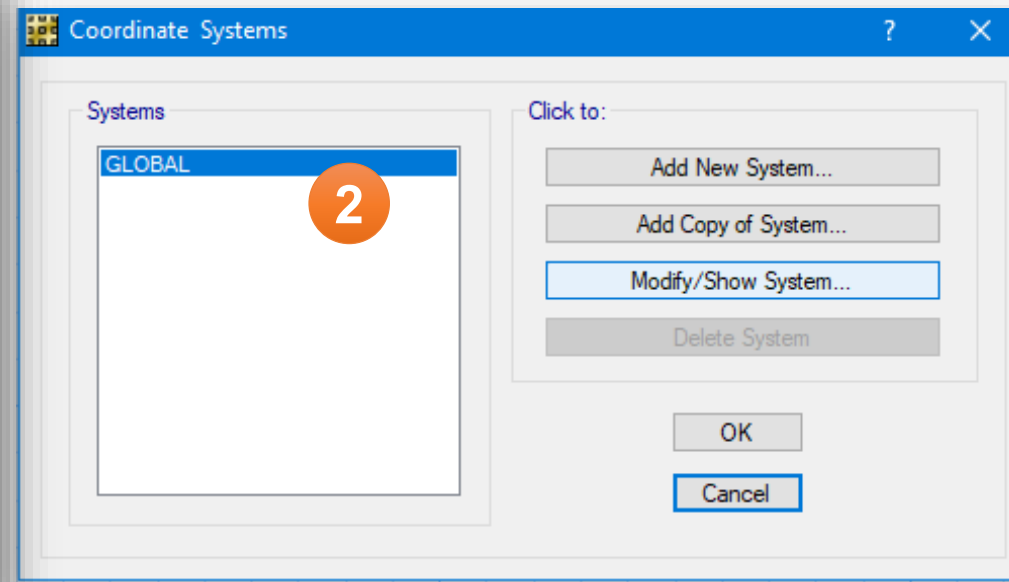 Coordinate Systems
?
Systems
GLOBAL
2
Click to:
Add New System...
Add Copy of System...
Modify/Show System...
Delete System
OK
Cancel